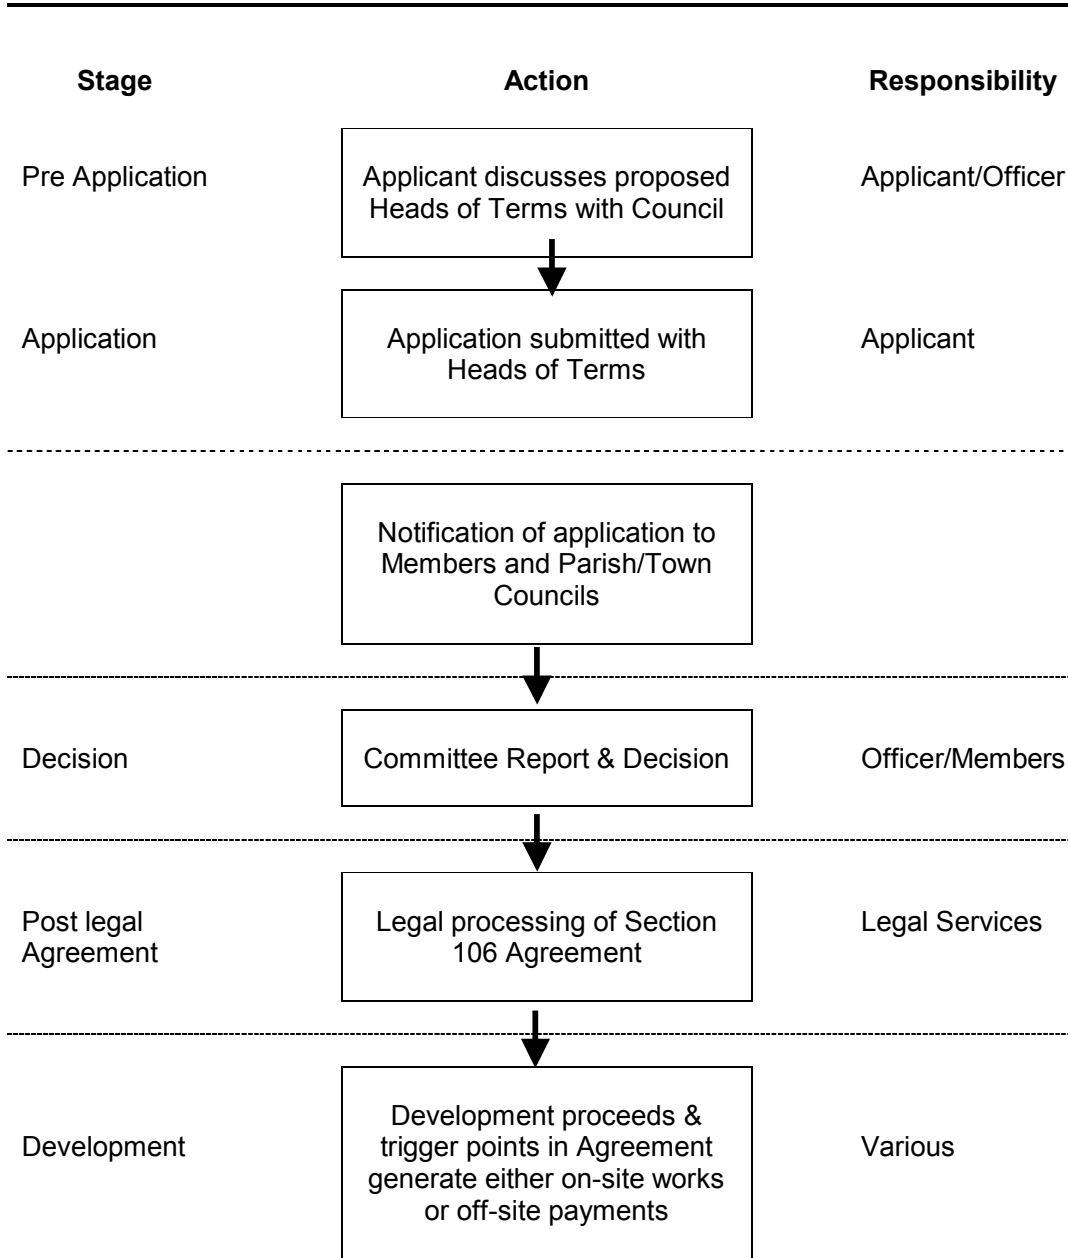 Stage Action Responsibility
Pre Application
Applicant discusses proposed
Heads of Terms with Council
Applicant/Officer
Application
Application submitted with
Heads of Terms
Applicant
Notification of application to
Members and Parish/Town
Councils
Decision
Committee Report & Decision
Officer/Members
Post legal
Agreement
Legal processing of Section
106 Agreement
Legal Services
Development
Development proceeds &
trigger points in Agreement
generate either on-site works
or off-site payments
Various